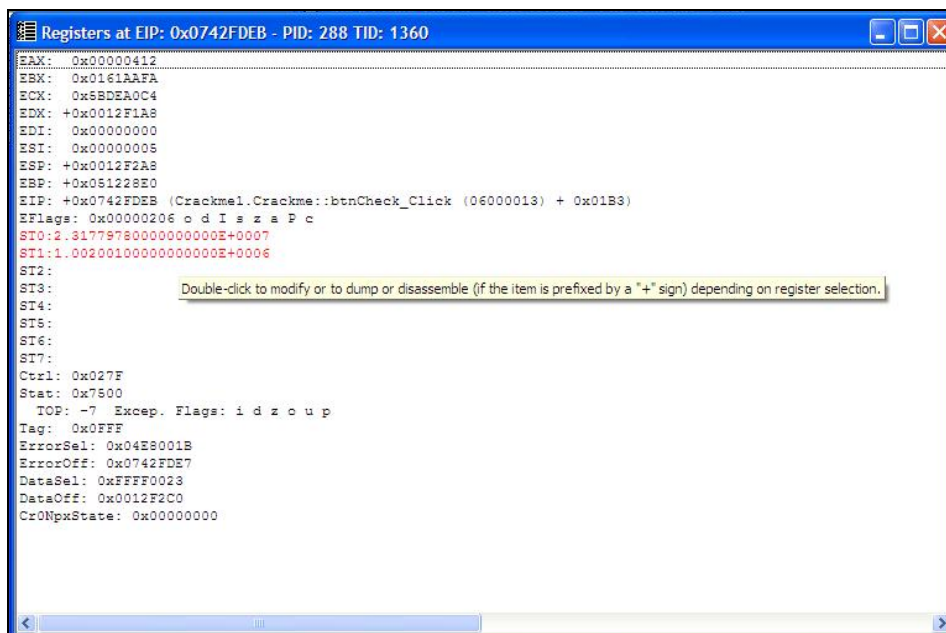 Registers at EIP: 0x0742FDEB - PID: 288 TID: 1360
EAX: 0x00000412
EBX: 0x0161AAFA
ECX: 0x5BDEA0C4
EDX: +0x0012F1A8
EDI: 0x00000000
ESI: 0x00000005
ESP: +0x0012F2A8
EBP: +0x051228E0
EIP: +0x0742FDEB (Crackme1.Crackme::btnCheck_Click (06000013) + 0x01B3)
EFlags: 0x00000206 o d I s z a P c
ST0:2.31779780000000000E+0007
ST1:1.00200100000000000E+0006
ST2:
ST3:
Double-click to modify or to dump or disassemble (if the item is prefixed by a "+" sign) depending on register selection.
ST4:
ST5:
ST6:
ST7:
Ctrl: 0x027F
Stat: 0x7500
TOP: -7 Excep. Flags: i d z o u p
Tag: 0x0FFF
ErrorSel: 0x04E8001B
ErrorOff: 0x0742FDE7
DataSel: 0xFFFF0023
DataOff: 0x0012F2C0
Cr0NpxState: 0x00000000